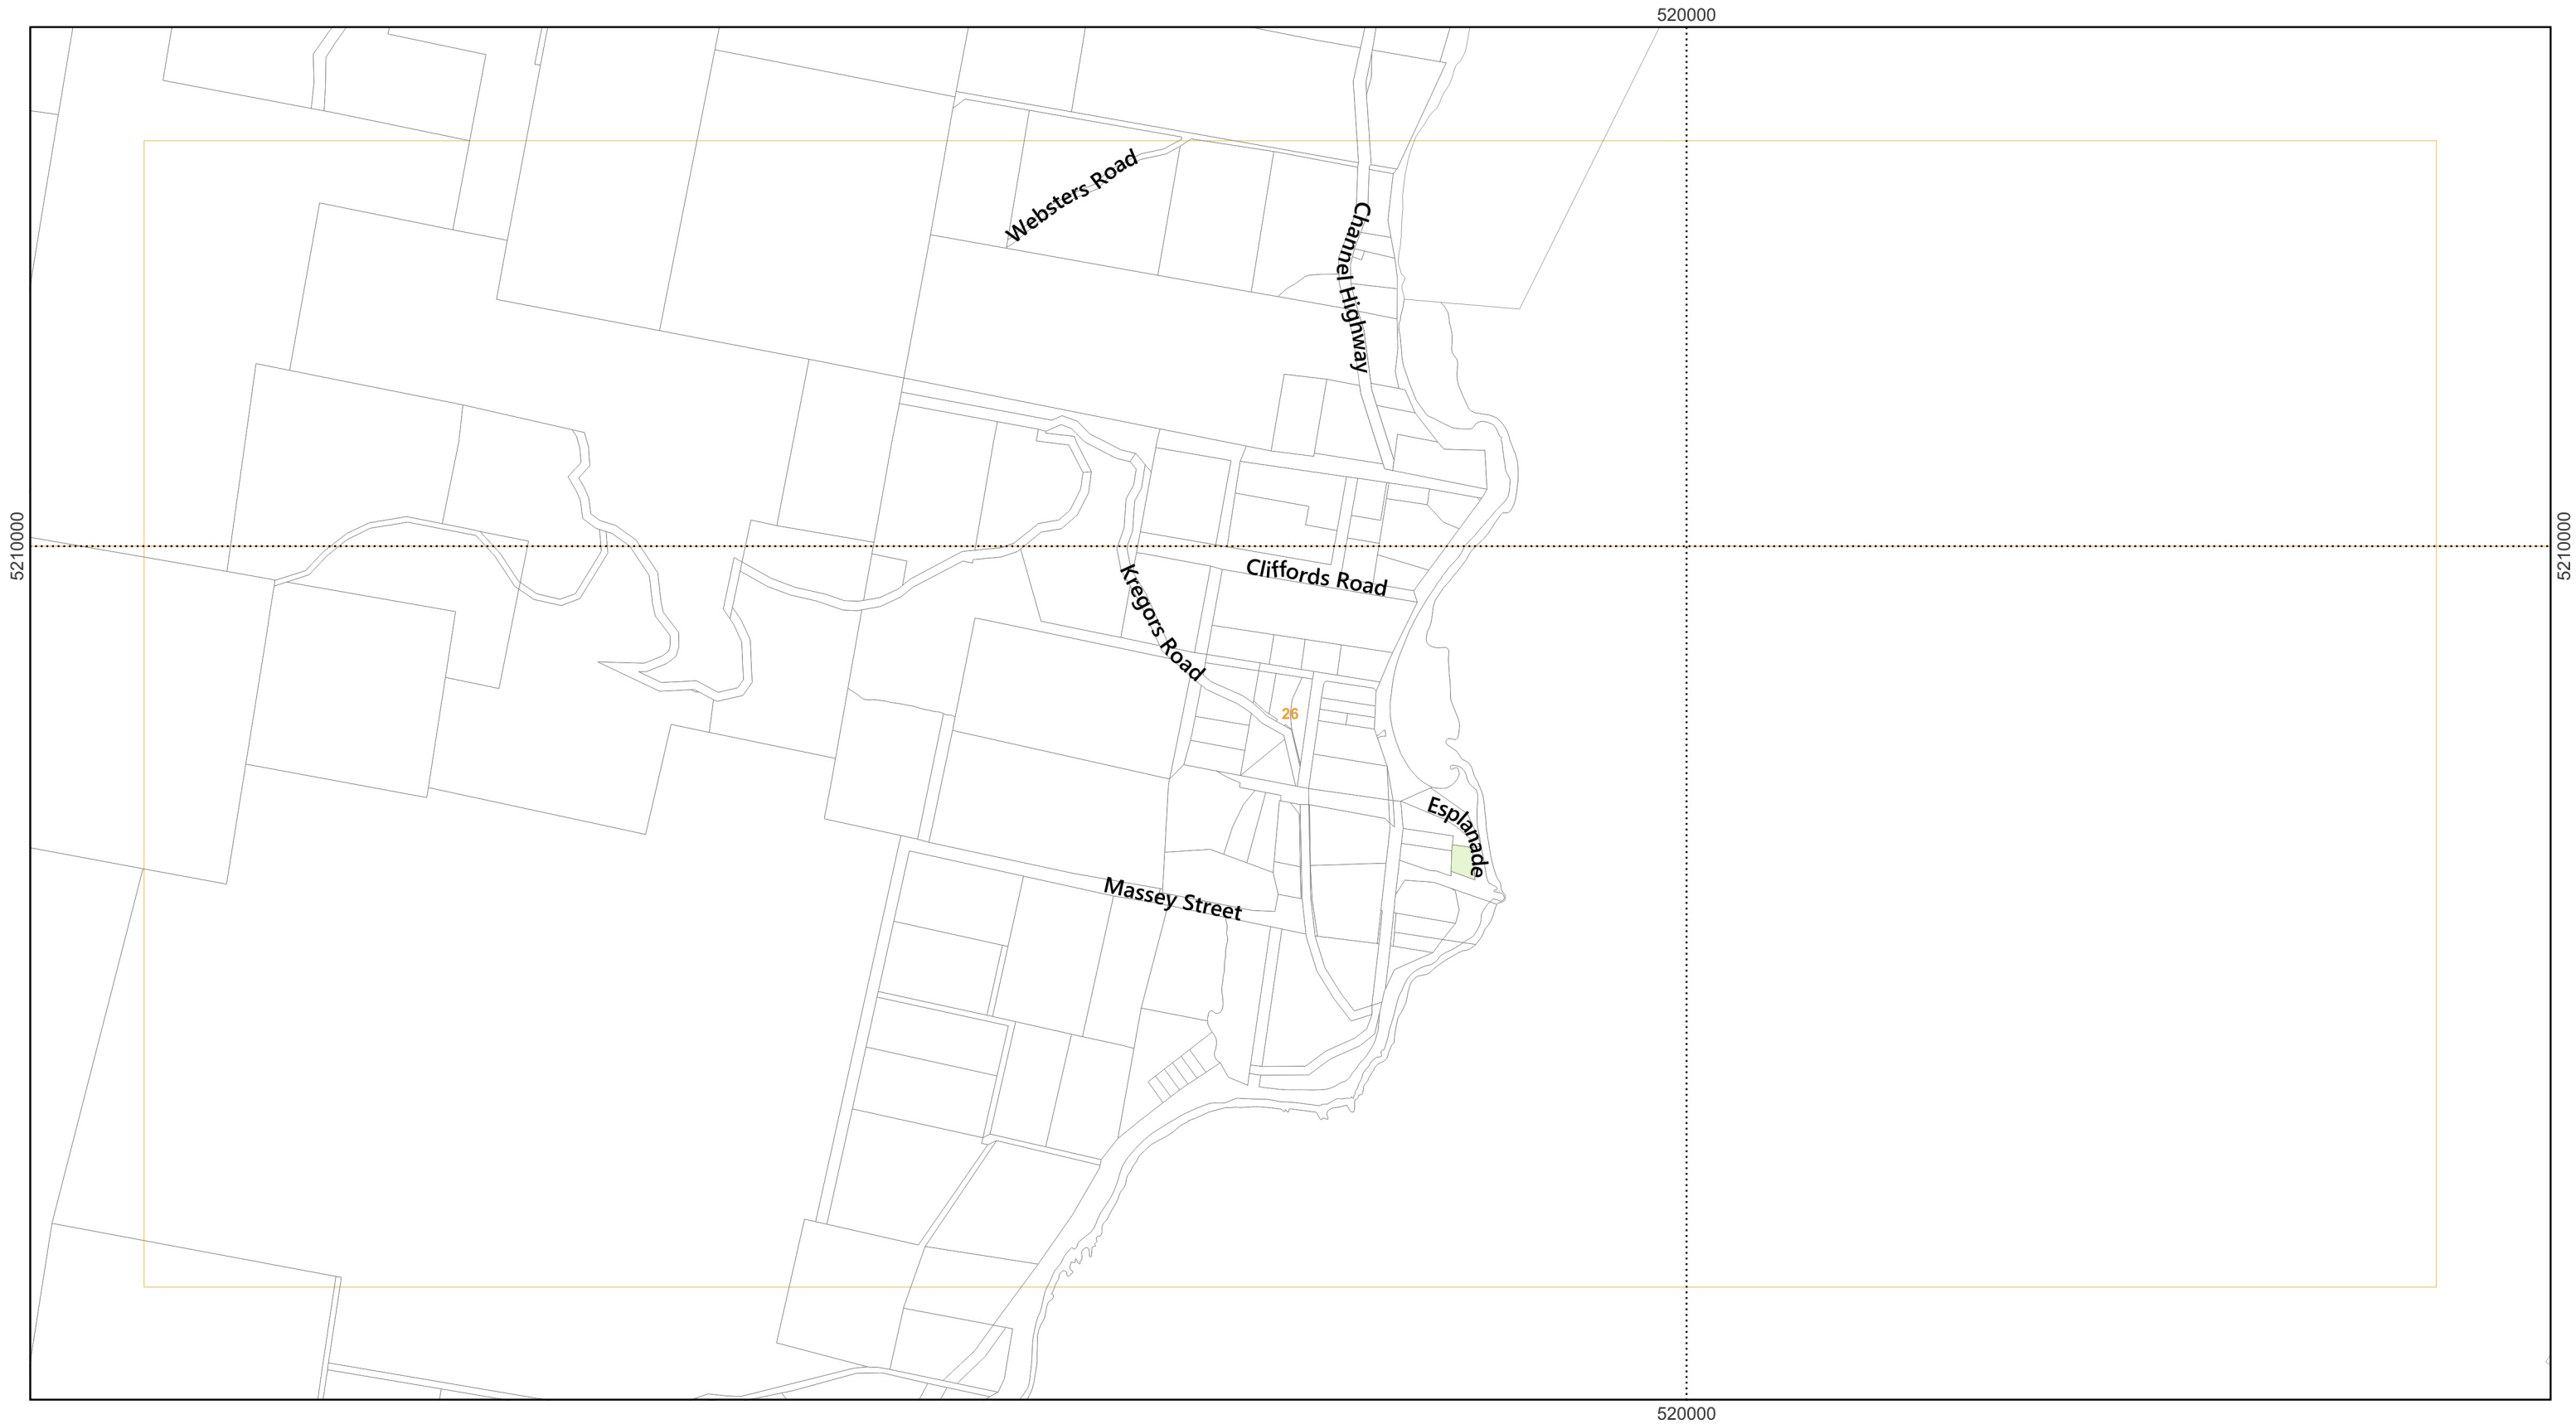 520000
Websters Road
Channel Highway
5210000
5210000
Cliffords Road
Kregors Road
26
Esplanade
Massey Street
520000